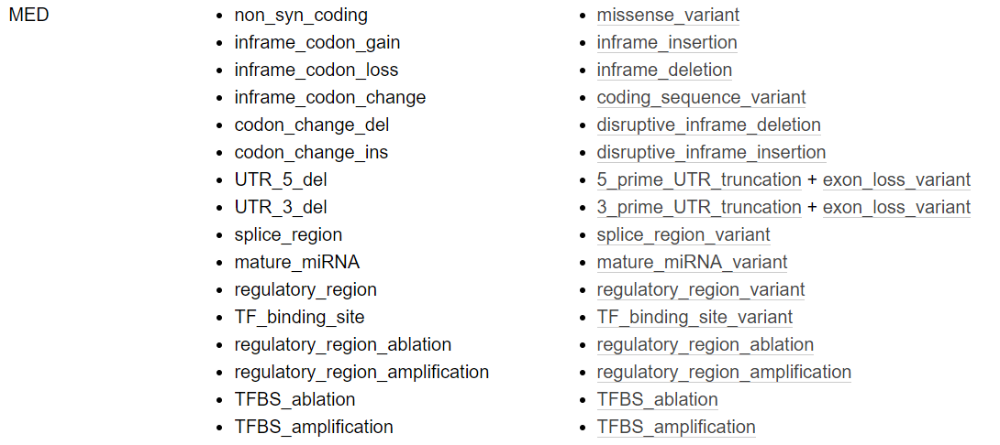 MED • non_syn_coding • missense_variant
• inframe_codon_gain • inframe_insertion
• inframe_codon_loss • inframe_deletion
• inframe_codon_change • coding_sequence_variant
• codon_change_del • disruptive_inframe_deletion
• codon_change_ins • disruptive_inframe_insertion
• UTR_5_del • 5_prime_UTR_truncation + exon_loss_variant
• UTR_3_del • 3_prime_UTR_truncation + exon_loss_variant
• splice_region • splice_region_variant
• mature_miRNA • mature_miRNA_variant
• regulatory_region • regulatory_region_variant
• TF_binding_site • TF_binding_site_variant
• regulatory_region_ablation • regulatory_region_ablation
• regulatory_region_amplification • regulatory_region_amplification
• TFBS_ablation • TFBS_ablation
• TFBS_amplification • TFBS_amplification